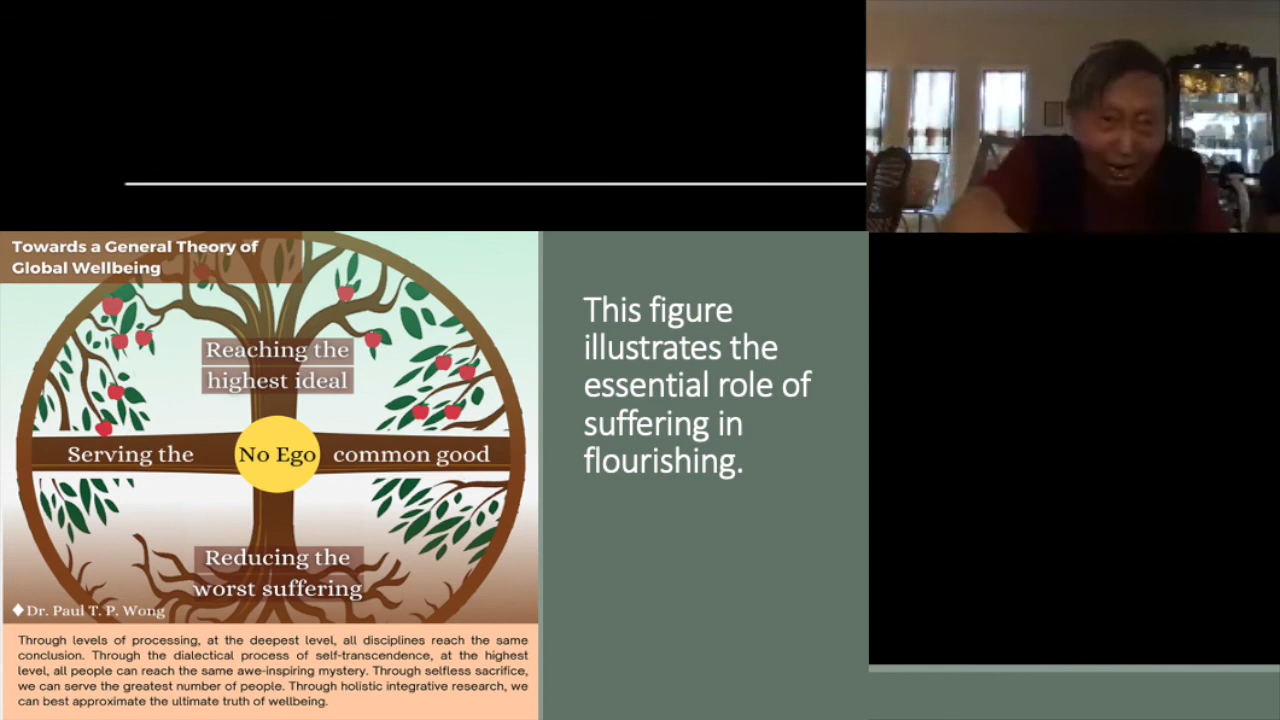 Towards a General Theory of
Global Wellbeing
Reaching the
highest ideal
Serving the No Ego common good
Reducing the
worst suffering
◆Dr. Paul T. P. Wong
Through levels of processing, at the deepest level, all disciplines reach the same
conclusion. Through the dialectical process of self-transcendence, at the highest
level, all people can reach the same awe-inspiring mystery. Through selfless sacrifice,
we can serve the greatest number of people. Through holistic integrative research, we
can best approximate the ultimate truth of wellbeing.
This figure
illustrates the
essential role of
suffering in
flourishing.